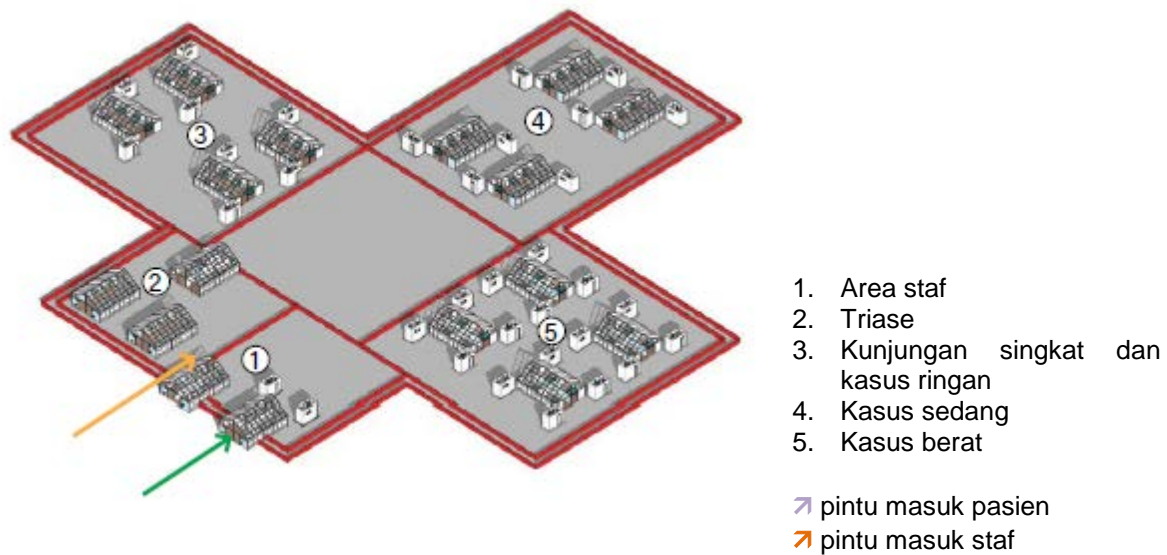 3
4
2
1
5
1. Area staf
2. Triase
3. Kunjungan singkat dan
kasus ringan
4. Kasus sedang
5. Kasus berat
pintu masuk pasien
pintu masuk staf